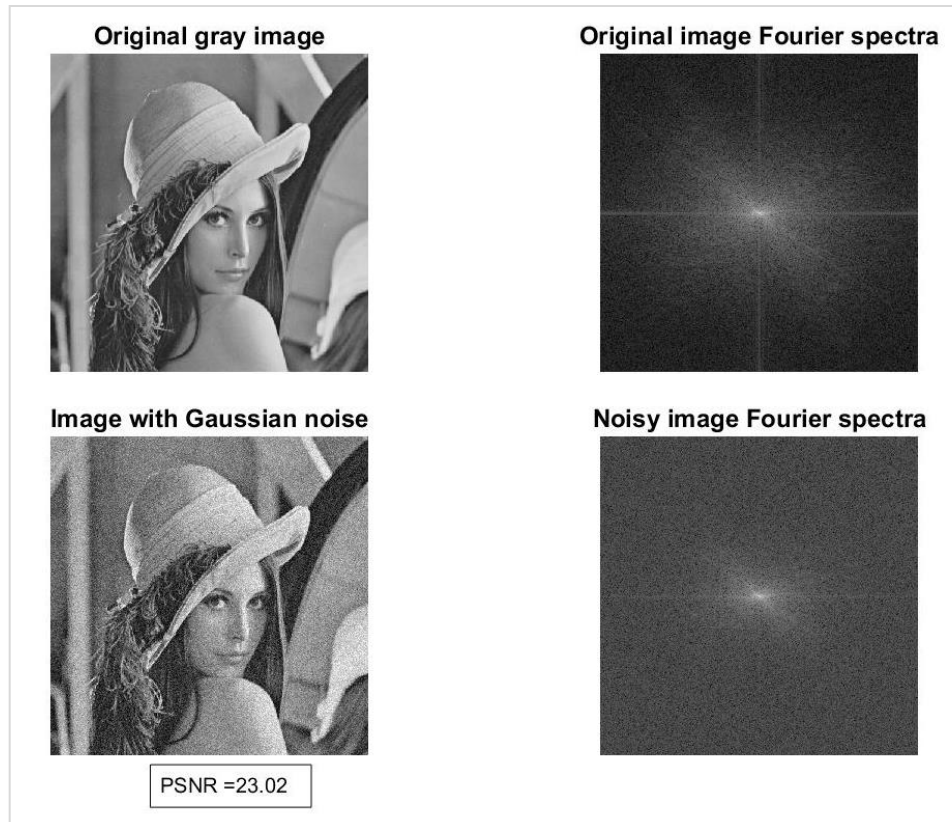 Original gray image
Original image Fourier spectra
Image with Gaussian noise
Noisy image Fourier spectra
PSNR =23.02